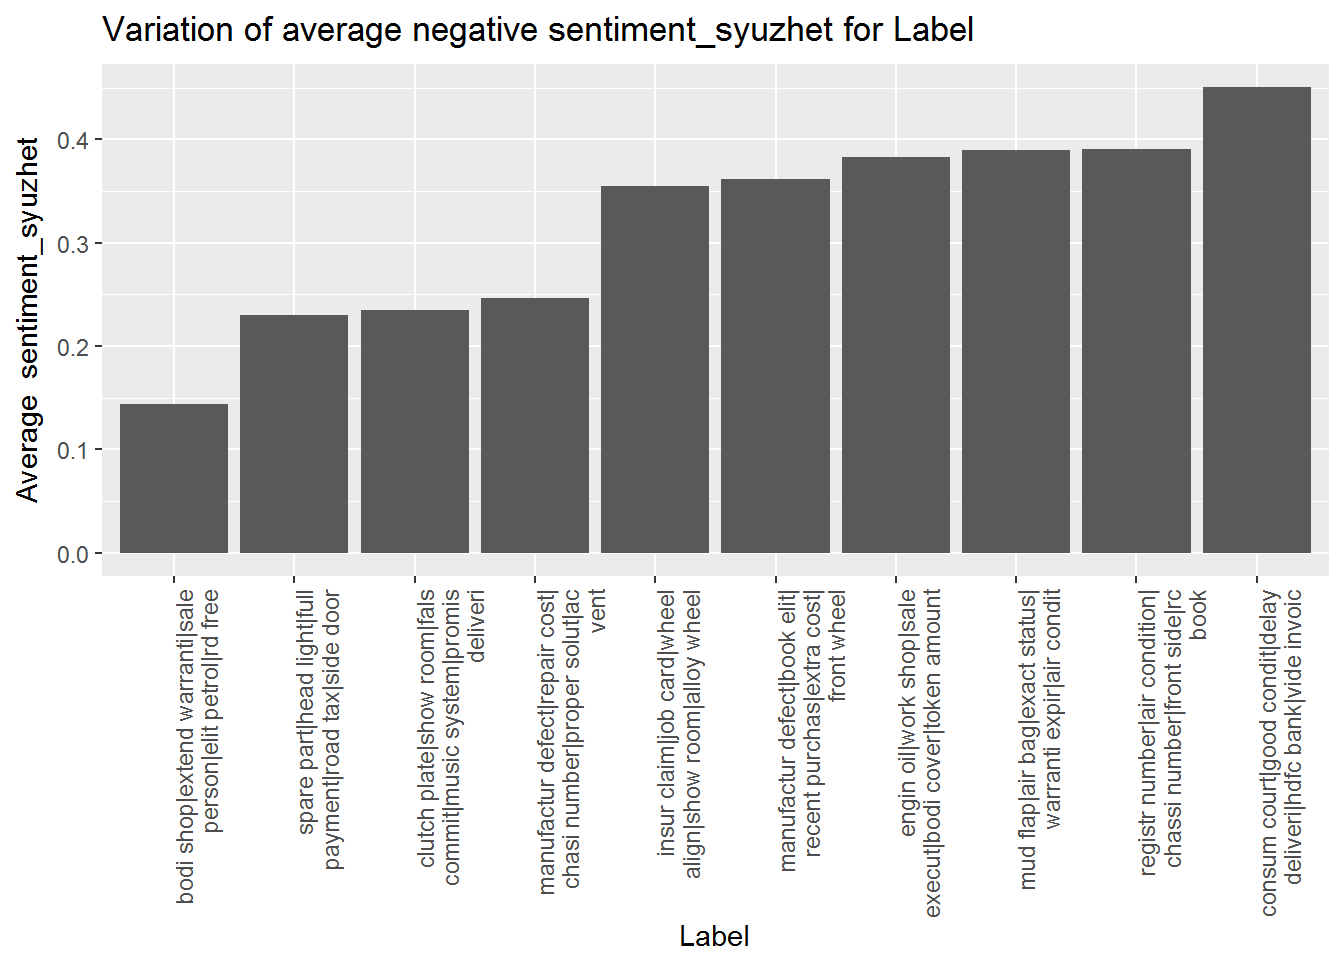 Variation of average negative sentiment_syuzhet for Label
Average  sentiment_syuzhet
0.4
0.3
0.2
0.1
0.0
bodi shop|extend warranti|sale
person|elit petrol|rd free
spare part|head light|full
payment|road tax|side door
clutch plate|show room|fals
commit|music system|promis
deliveri
manufactur defect|repair cost|
chasi number|proper solut|ac
vent
insur claim|job card|wheel
align|show room|alloy wheel
manufactur defect|book elit|
recent purchas|extra cost|
front wheel
engin oil|work shop|sale
execut|bodi cover|token amount
mud flap|air bag|exact status|
warranti expir|air condit
registr number|air condition|
chassi number|front side|rc
book
consum court|good condit|delay
deliveri|hdfc bank|vide invoic
Label